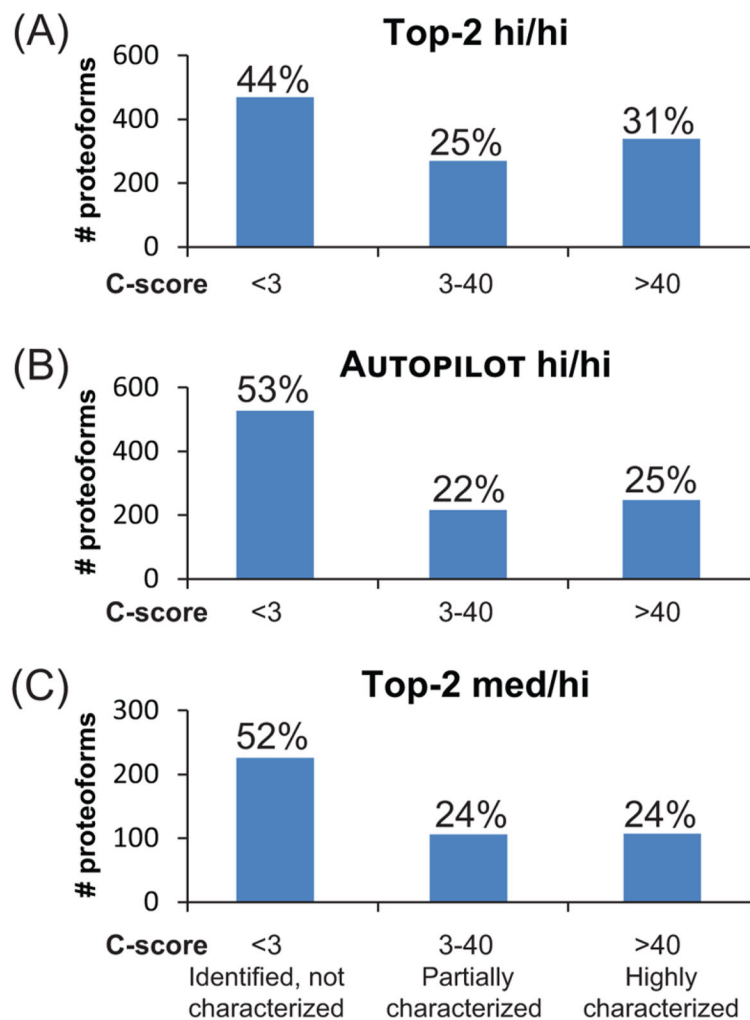 (A) Top-2 hi/hi
# proteoforms
600
400
200
0
44%
25%
31%
C-score <3 3-40 >40
(B) AUTOPILOT hi/hi
# proteoforms
600
400
200
0
53%
22%
25%
C-score <3 3-40 >40
(C) Top-2 med/hi
# proteoforms
300
200
100
0
52%
24%
24%
C-score <3 3-40 >40
Identified, not Partially Highly
characterized characterized characterized